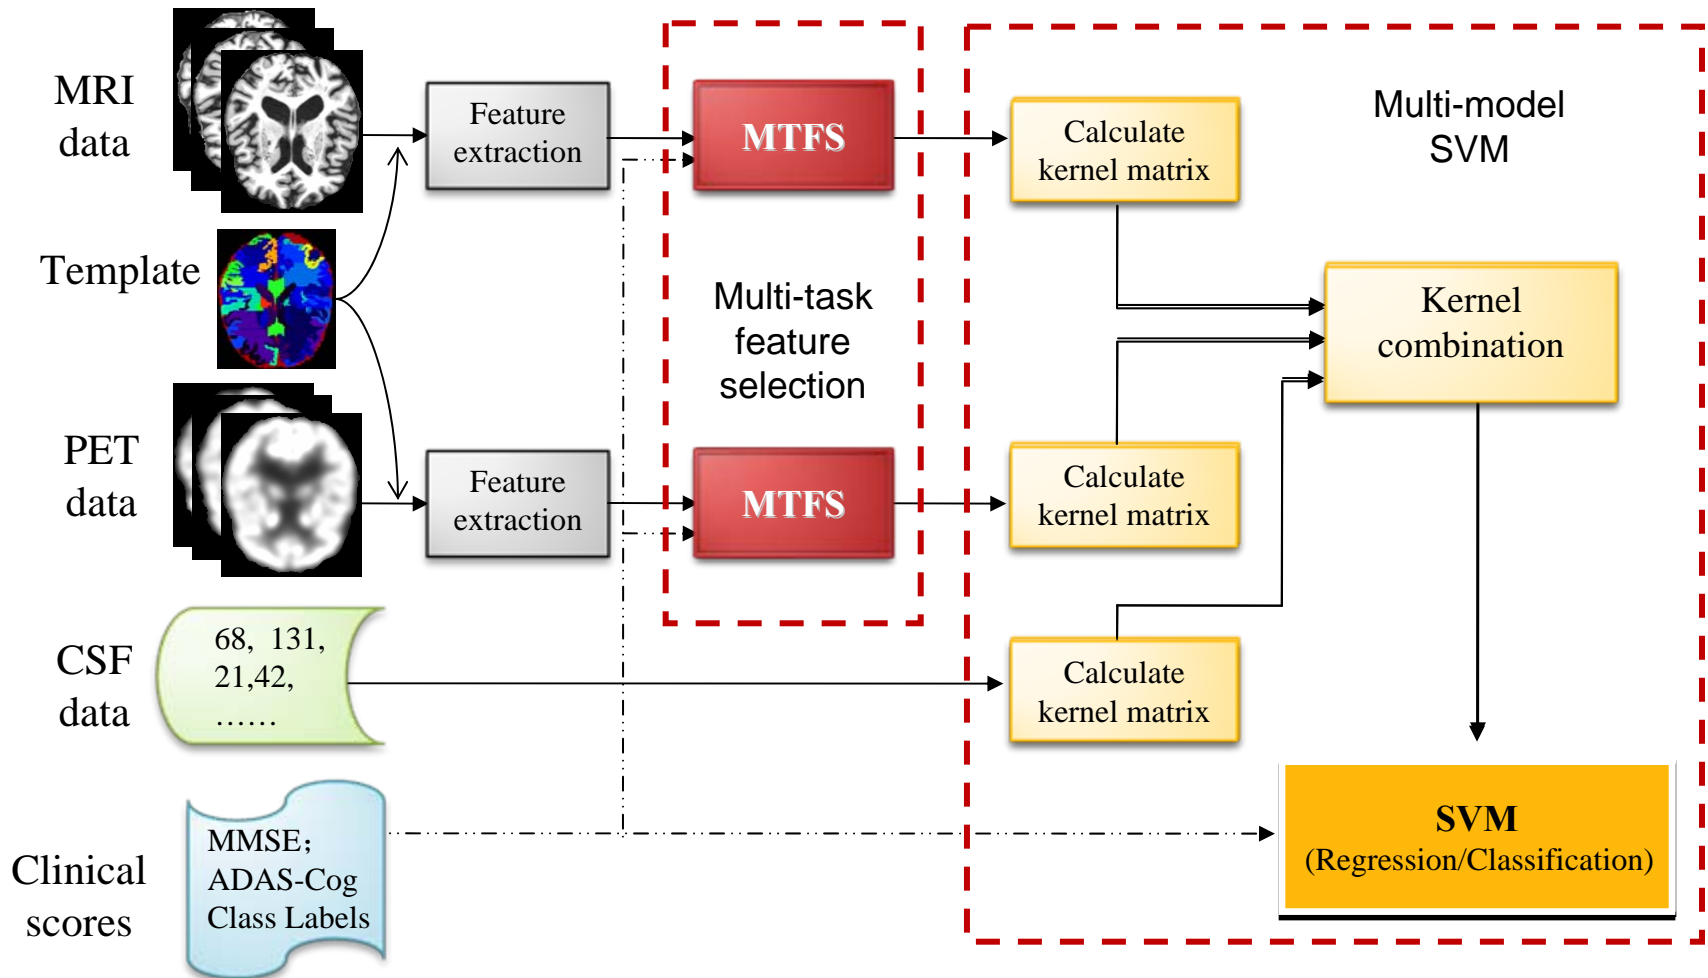 MRI
data
Feature
extraction
MTFS
Calculate
kernel matrix
Multi-model
SVM
Template
Multi-task
feature
selection
Kernel
combination
PET
data
Feature
extraction
MTFS
Calculate
kernel matrix
CSF
data
68, 131,
21,42,
……
Calculate
kernel matrix
Clinical
scores
MMSE;
ADAS-Cog
Class Labels
SVM
(Regression/Classification)